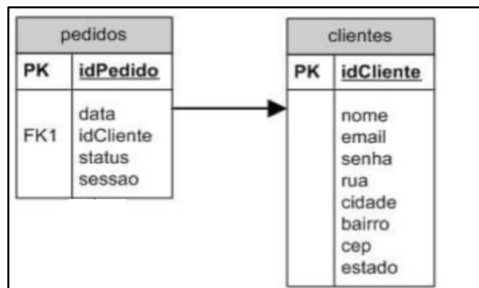 pedidos
PK idPedido
data
FK1 idCliente
status
sessao
clientes
PK idCliente
nome
email
senha
rua
cidade
bairro
cep
estado